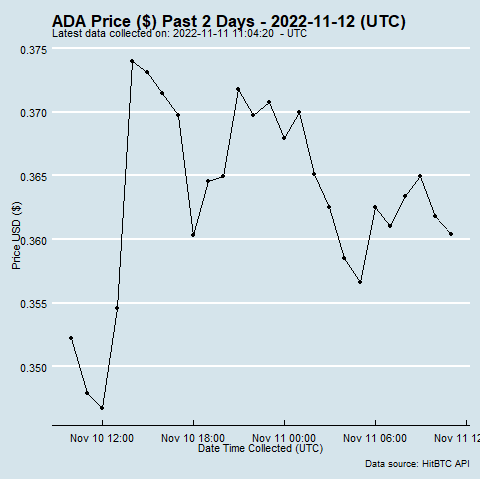 ADA Price ($) Past 2 Days - 2022-11-12 (UTC)
Latest data collected on: 2022-11-11 11:04:20  - UTC
0.375
0.370
0.365
0.360
0.355
0.350
Price USD ($)
Nov 10 12:00 Nov 10 18:00 Nov 11 00:00 Nov 11 06:00 Nov 11 12
Date Time Collected (UTC)
Data source: HitBTC API